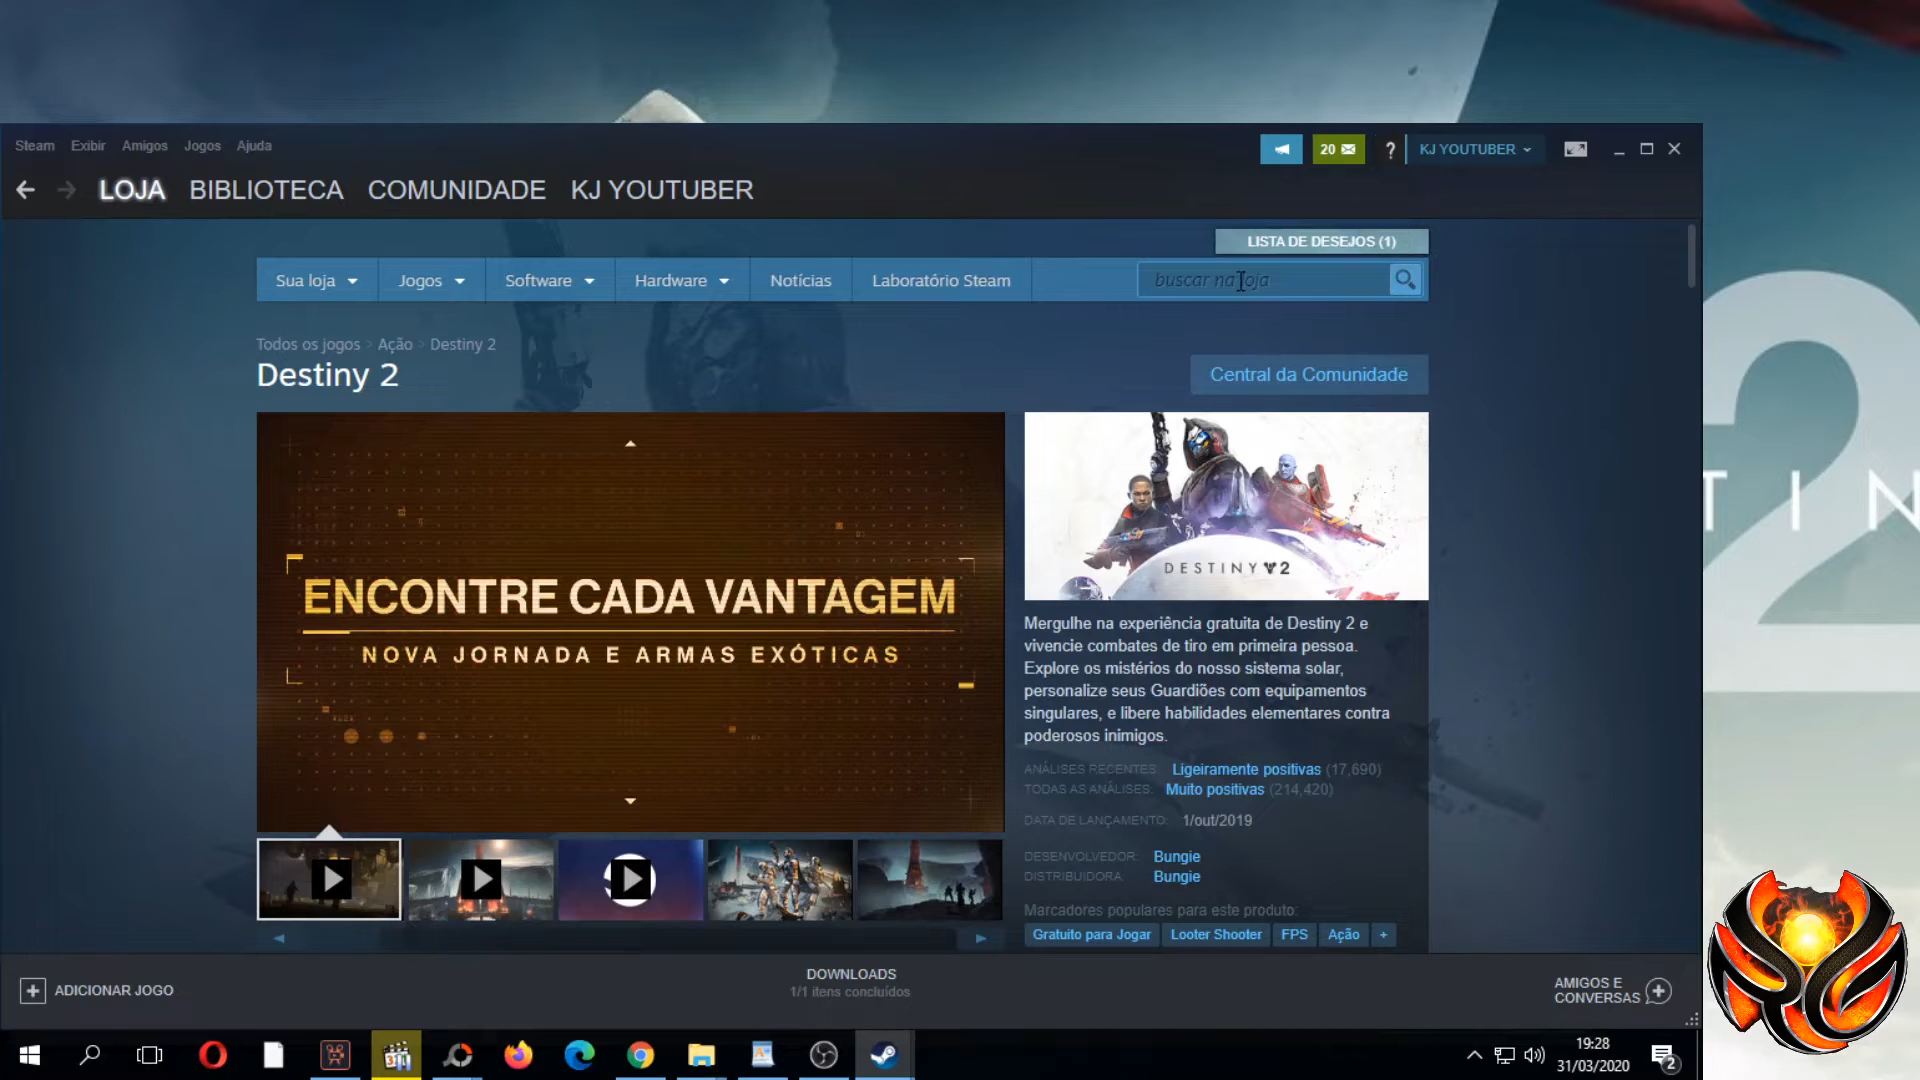 Steam Exibir Amigos Jogos Ajuda
20 ? KJ YOUTUBER
LOJA BIBLIOTECA COMUNIDADE KJ YOUTUBER
LISTA DE DESEJOS (1)
Sua loja Jogos Software Hardware Notícias Laboratório Steam buscar na loja
Todos os jogos > Ação > Destiny 2
Destiny 2
Central da Comunidade
ENCONTRE CADA VANTAGEM
NOVA JORNADA E ARMAS EXÓTICAS
DESTINY 2
Mergulhe na experiência gratuita de Destiny 2 e
vivencie combates de tiro em primeira pessoa.
Explore os mistérios do nosso sistema solar,
personalize seus Guardiões com equipamentos
singulares, e libere habilidades elementares contra
poderosos inimigos.
ANÁLISES RECENTES: Ligeiramente positivas (17,690)
TODAS AS ANÁLISES: Muito positivas (214,420)
DATA DE LANÇAMENTO: 1/out/2019
DESENVOLVEDOR: Bungie
DISTRIBUIDORA: Bungie
Marcadores populares para este produto:
Gratuito para Jogar Looter Shooter FPS Ação +
ADICIONAR JOGO
DOWNLOADS
1/1 itens concluídos
AMIGOS E
CONVERSAS
TIN
2
19:28
31/03/2020
2